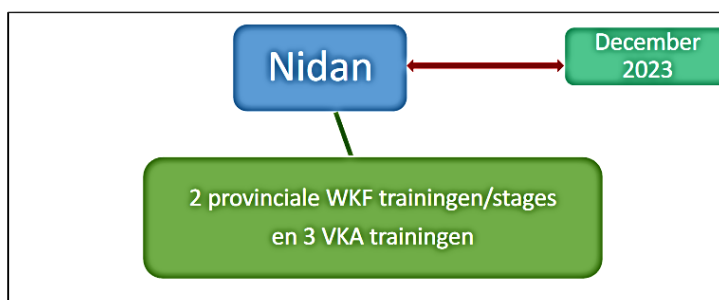 Nidan
December
2023
2 provinciale WKF trainingen/stages
en 3 VKA trainingen